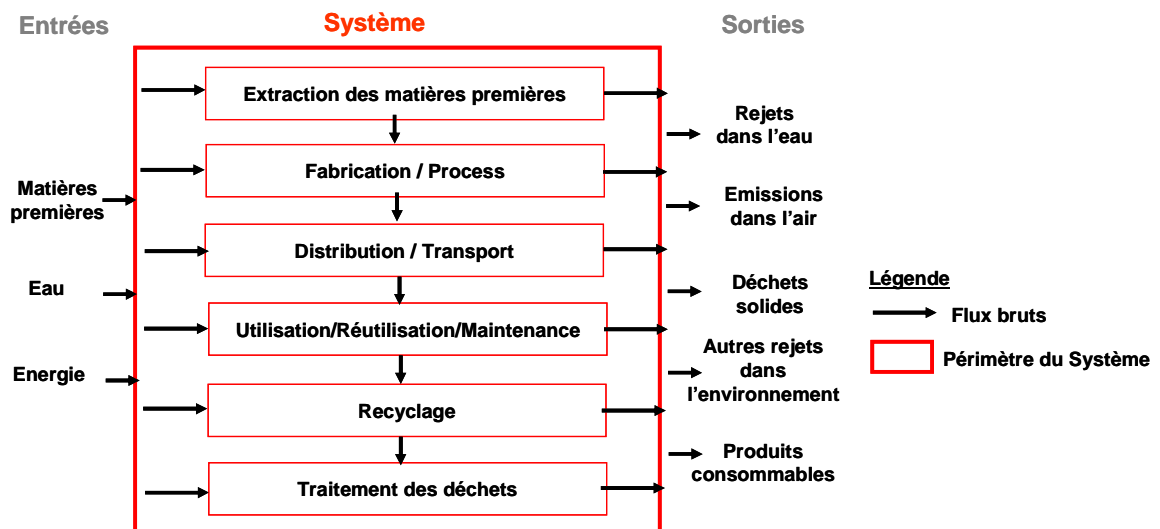 Entrées
Système
Sorties
Extraction des matières premières
Fabrication / Process
Distribution / Transport
Utilisation/Réutilisation/Maintenance
Recyclage
Traitement des déchets
Matières
premières
Eau
Energie
Rejets
dans l’eau
Emissions
dans l’air
Déchets
solides
Autres rejets
dans
l’environnement
Produits
consommables
Légende
Flux bruts
Périmètre du Système